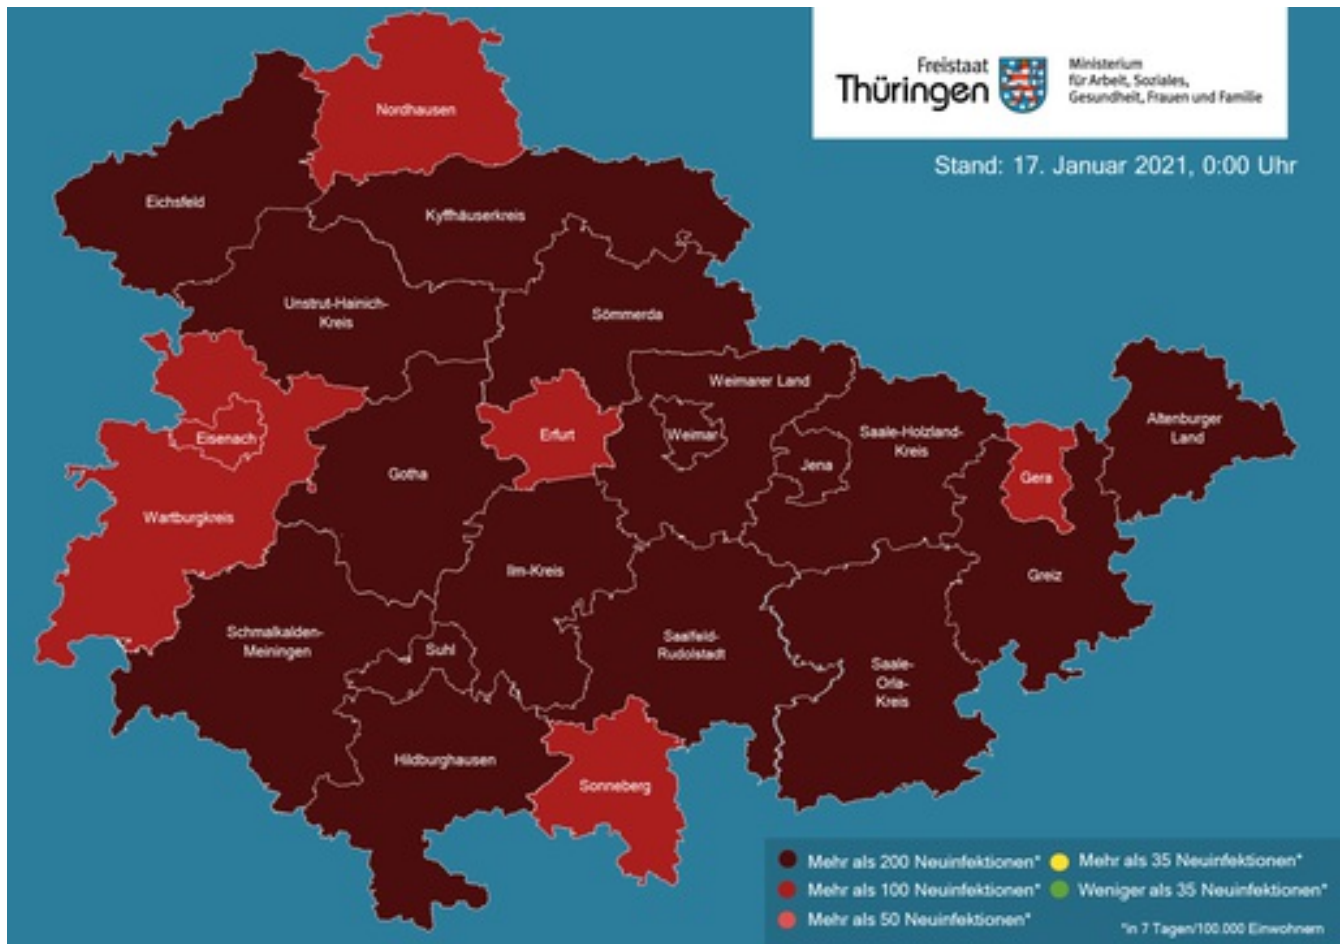 Freistaat
Thüringen
Ministerium
für Arbeit, Soziales,
Gesundheit, Frauen und Familie
Stand: 17. Januar 2021, 0:00 Uhr
Nordhausen
Eichsfeld
Kyffhäuserkreis
Unstrut-Hainich-
Kreis
Sömmerda
Weimarer Land
Eisenach
Erfurt
Weimar
Saale-Holzland-
Kreis
Altenburger
Land
Jena
Gotha
Gera
Wartburgkreis
Ilm-Kreis
Greiz
Schmalkalden-
Meiningen
Suhl
Saalfeld-
Rudolstadt
Saale-
Orla-
Kreis
Hildburghausen
Sonneberg
Mehr als 200 Neuinfektionen*
Mehr als 100 Neuinfektionen*
Mehr als 50 Neuinfektionen*
Mehr als 35 Neuinfektionen*
Weniger als 35 Neuinfektionen*
*in 7 Tagen/100.000 Einwohnern